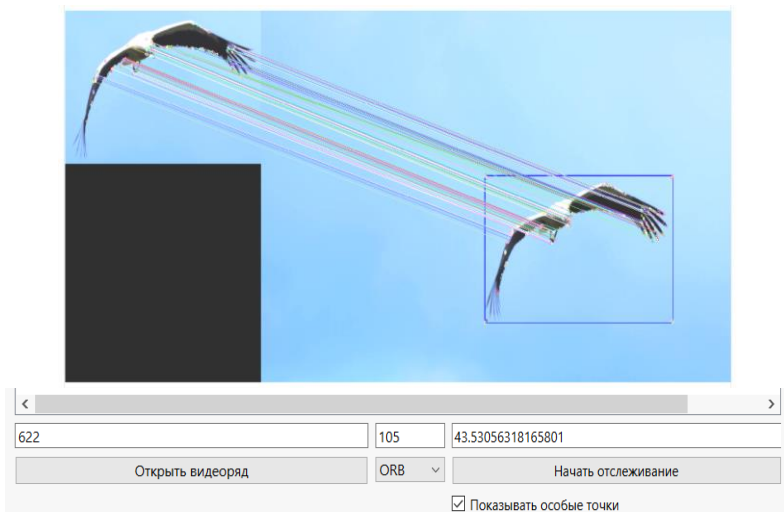 622 105 43.53056318165801
Открыть видеоряд ORB Начать отслеживание
Показывать особые точки